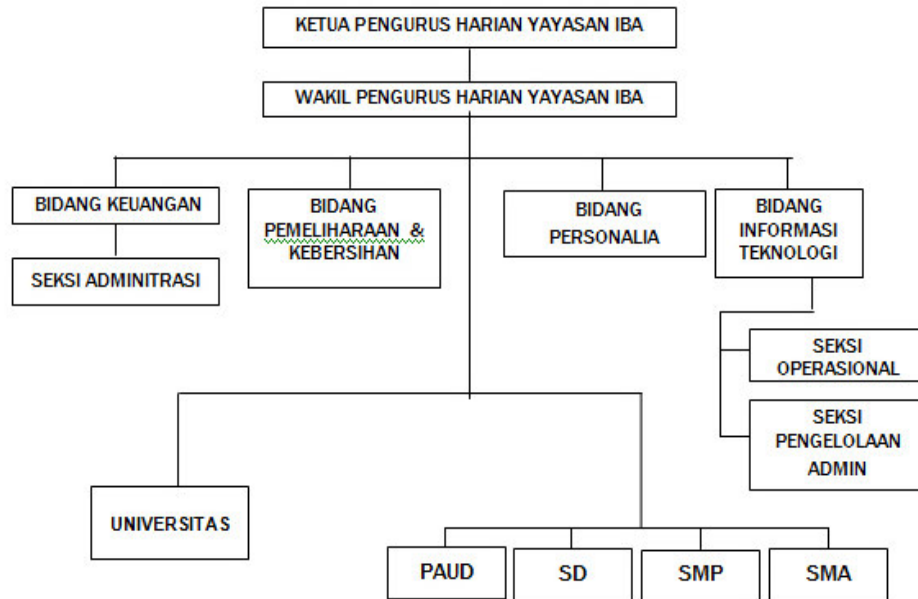 KETUA PENGURUS HARIAN YAYASAN IBA
WAKIL PENGURUS HARIAN YAYASAN IBA
BIDANG KEUANGAN
BIDANG
PEMELIHARAAN &
KEBERSIHAN
BIDANG
PERSONALIA
BIDANG
INFORMASI
TEKNOLOGI
SEKSI ADMINITRASI
SEKSI
OPERASIONAL
SEKSI
PENGELOLAAN
ADMIN
UNIVERSITAS
PAUD
SD
SMP
SMA